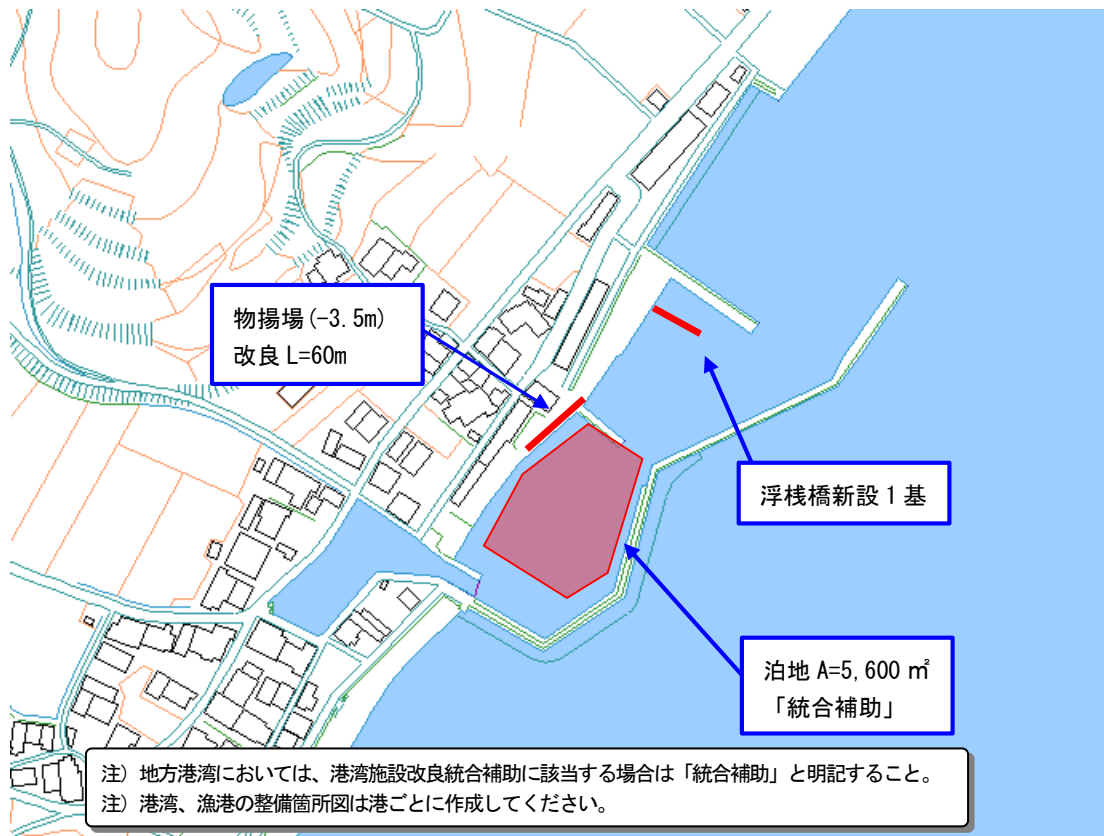 物揚場(-3.5m)
改良 L=60m
浮桟橋新設 1 基
泊地 A=5,600 ㎡
「統合補助」
注）地方港湾においては、港湾施設改良統合補助に該当する場合は「統合補助」と明記すること。
注）港湾、漁港の整備箇所図は港ごとに作成してください。